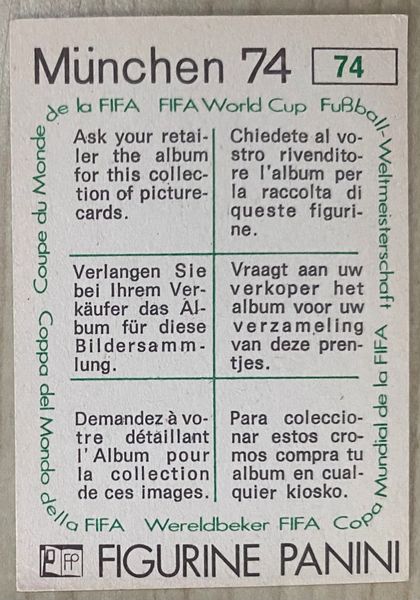 München 74
74
Coupe du Monde de la FIFA
FIFA World Cup
Fußball-Weltmeisterschaft
Ask your retai-
ler the album
for this collec-
tion of picture-
cards.
Chiedete al vo-
stro rivendito-
re l'album per
la raccolta di
queste figuri-
ne.
Verlangen Sie
bei Ihrem Ver-
käufer das Al-
bum für diese
Bildersamm-
lung.
Vraagt aan uw
verkoper het
album voor uw
verzameling
van deze pren-
tjes.
Demandez à vo-
tre détaillant
l'Album pour
la collection
de ces images.
Para coleccio-
nar estos cro-
mos compra tu
album en cual-
quier kiosko.
Coppa del Mondo della FIFA
Wereldbeker FIFA
Copa Mundial de la FIFA
FP
FIGURINE PANINI